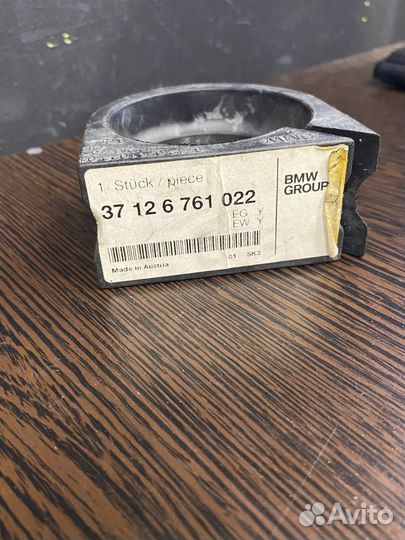 1 Stück / piece
37 12 6 761 022
EG Y
EW Y
01 SK3
Made in Austria
BMW
GROUP
Avito